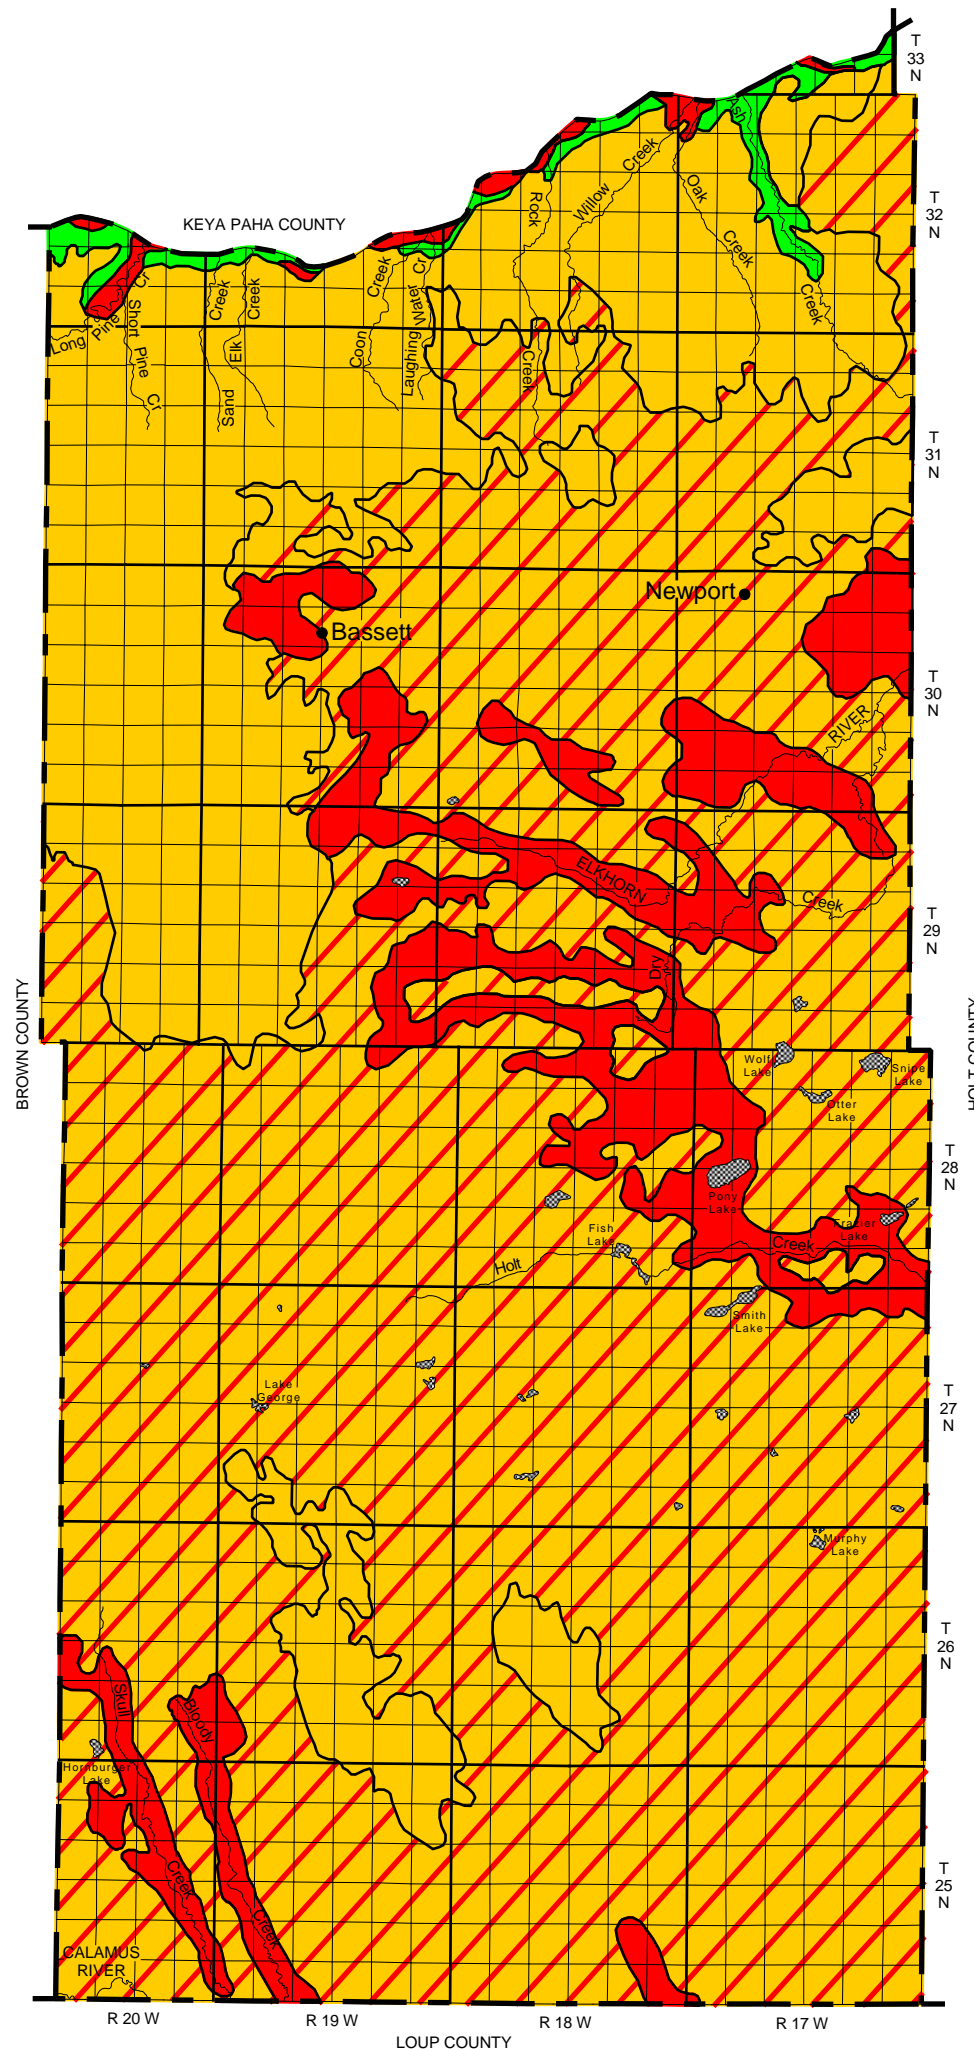 T
33
N
Ash
KEYA PAHA COUNTY
Rock
Willow
Creek
Oak
Creek
T
32
N
Long
Pine
Cr
Short
Pine
Cr
Creek
Sand
Creek
Elk
Creek
Coon
Cr
Laughing Water
Creek
Creek
T
31
N
Newport
Bassett
T
30
N
RIVER
ELKHORN
Creek
Dry
T
29
N
BROWN COUNTY
HOLT COUNTY
Wolf
Lake
Snipe
Lake
Otter
Lake
T
28
N
Pony
Lake
Frazier
Lake
Fish
Lake
Creek
Holt
Smith
Lake
Lake
George
T
27
N
Murphy
Lake
T
26
N
Skull
Bloody
Hornburger
Lake
Creek
Creek
T
25
N
CALAMUS
RIVER
R 20 W
R 19 W
R 18 W
R 17 W
LOUP COUNTY